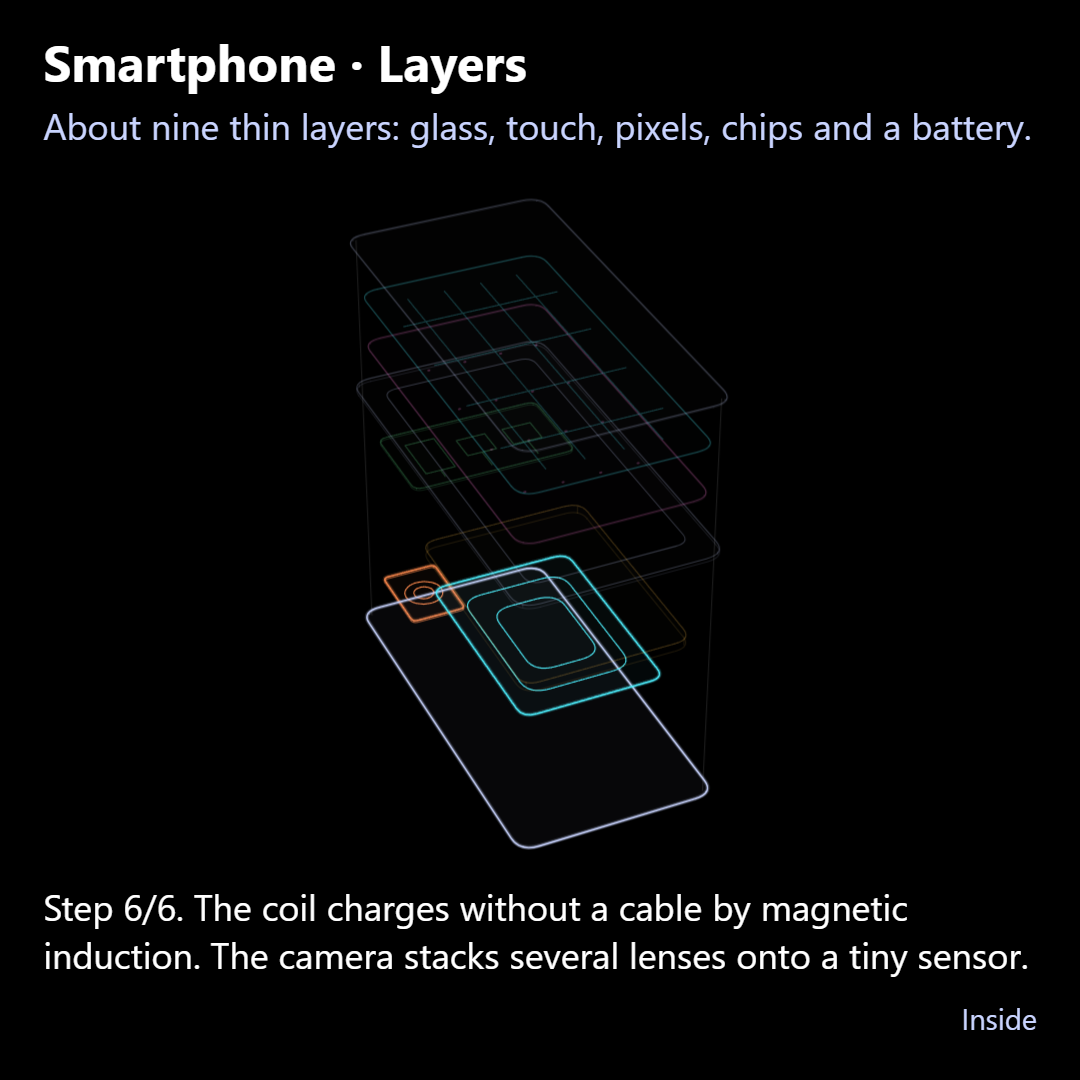 Smartphone · Layers
About nine thin layers: glass, touch, pixels, chips and a battery.
Step 6/6. The coil charges without a cable by magnetic
induction. The camera stacks several lenses onto a tiny sensor.
Inside